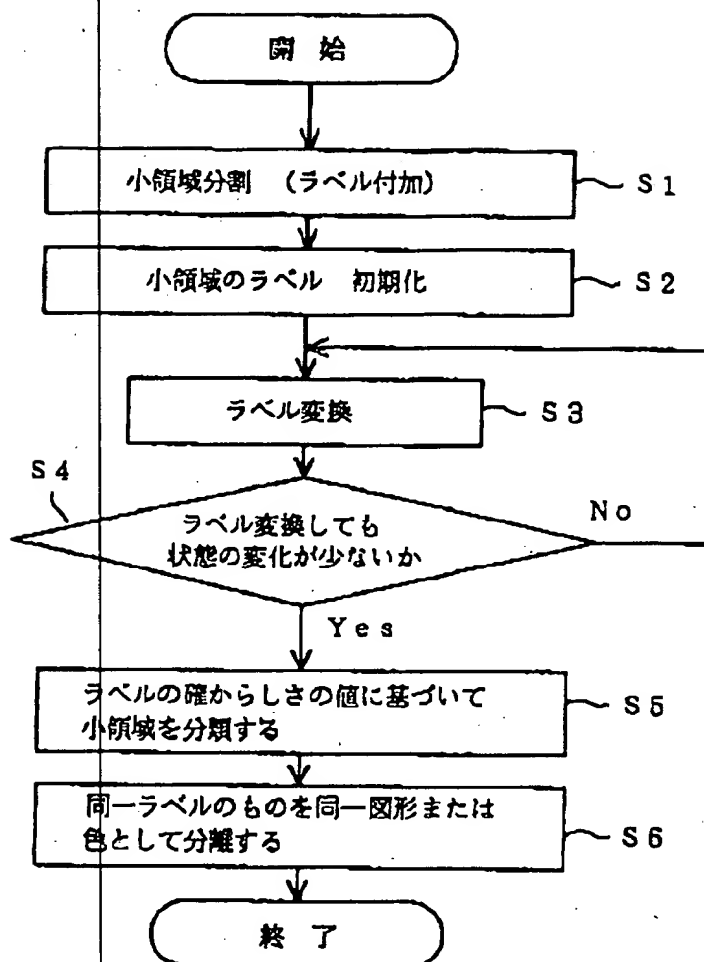 開 始
小領域分割 (ラベル付加)
S1
小領域のラベル 初期化
S2
ラベル変換
S3
S4
ラベル変換しても
状態の変化が少ないか
No
Yes
ラベルの確からしさの値に基づいて
小領域を分類する
S5
同一ラベルのものを同一図形または
色として分離する
S6
終 了